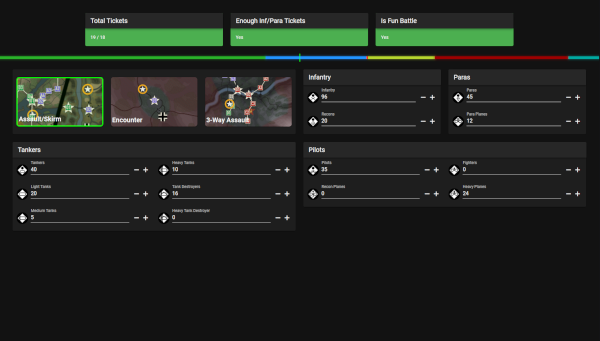 Total Tickets
18 / 18
Enough Inf/Para Tickets
Yes
Is Fun Battle
Yes
Assault/Skirm
Encounter
3-Way Assault
Infantry
Infantry
96
Recons
20
Paras
Paras
45
Para Planes
12
Tankers
Tankers
40
Heavy Tanks
10
Light Tanks
20
Tank Destroyers
16
Medium Tanks
5
Heavy Tank Destroyer
0
Pilots
Pilots
35
Fighters
0
Recon Planes
0
Heavy Planes
24